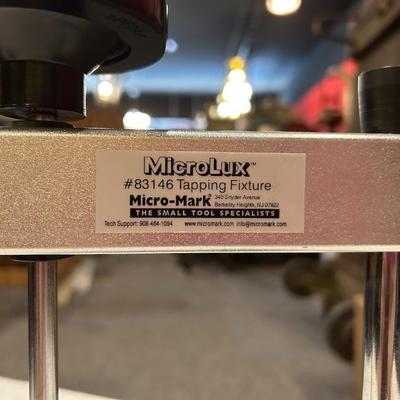 MicroLux™
#83146 Tapping Fixture
Micro-Mark® 340 Snyder Avenue
Berkeley Heights, NJ 07922
THE SMALL TOOL SPECIALISTS
Tech Support: 908-464-1094 www.micromark.com info@micromark.com